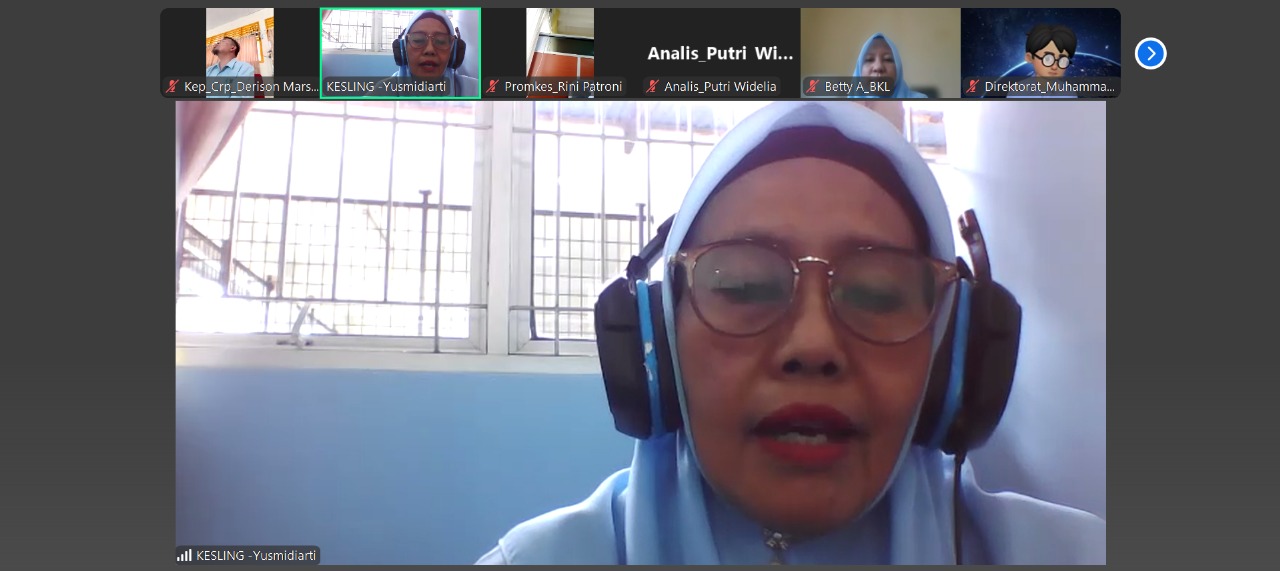 Kep_Crp_Derison Mars...
KESLING -Yusmidiarti
Promkes_Rini Patroni
Analis_Putri Wi...
Analis_Putri Widelia
Betty A_BKL
Direktorat_Muhamma...
KESLING -Yusmidiarti